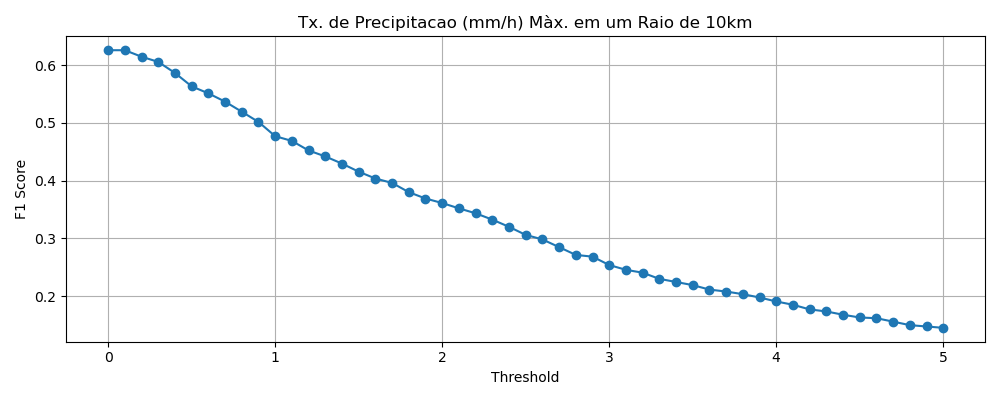 Tx. de Precipitacao (mm/h) Màx. em um Raio de 10km
F1 Score
0.6
0.5
0.4
0.3
0.2
0 1 2 3 4 5
Threshold